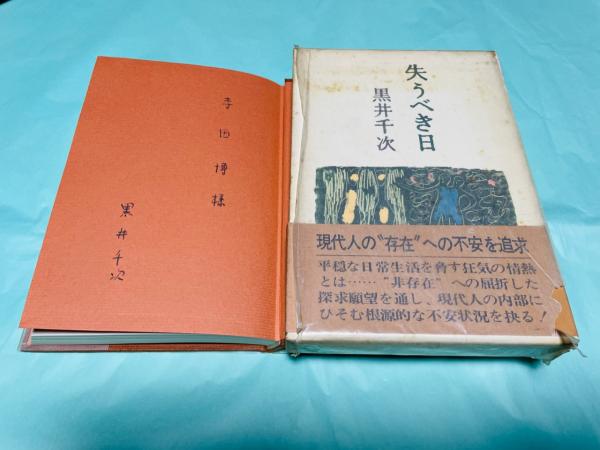 李田博様
黒井千次
失うべき日
黒井千次
現代人の“存在”への不安を追求
平穏な日常生活を脅す狂気の情熱
とは……“非存在”への屈折した
探求願望を通し、現代人の内部に
ひそむ根源的な不安状況を抉る！